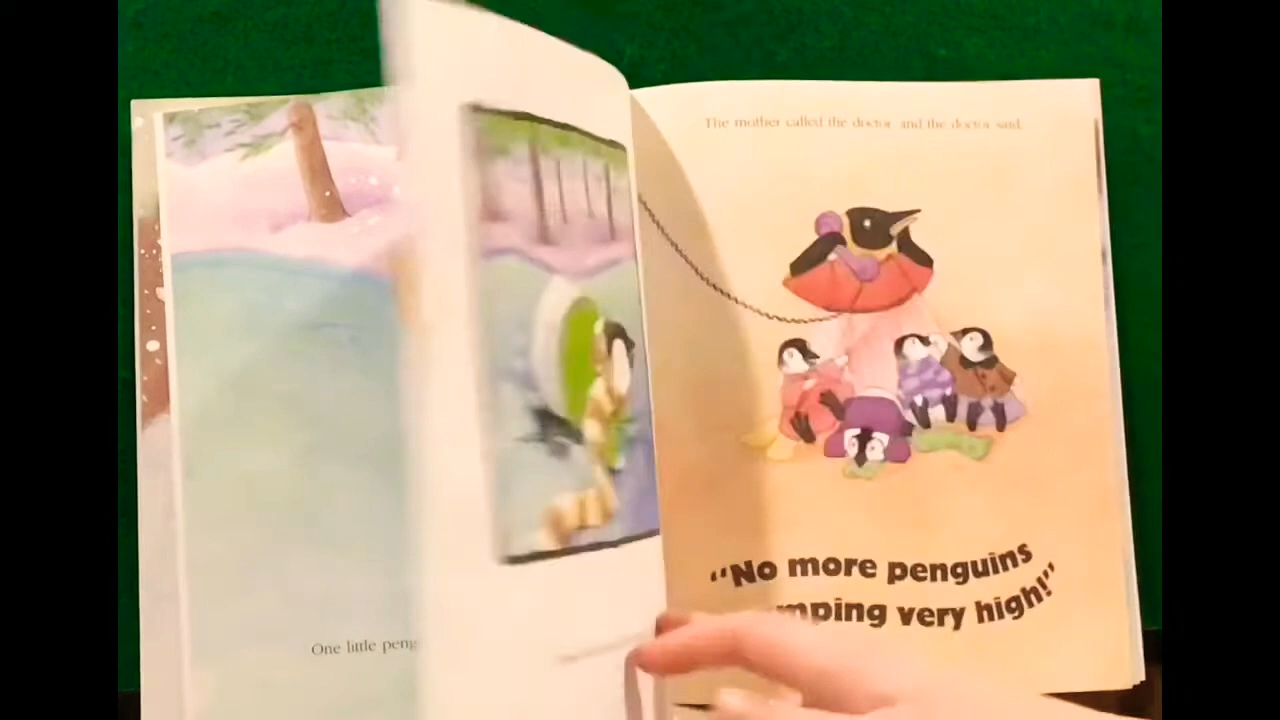 One little peng
The mother called the doctor and the doctor said,
“No more penguins
mping very high!”